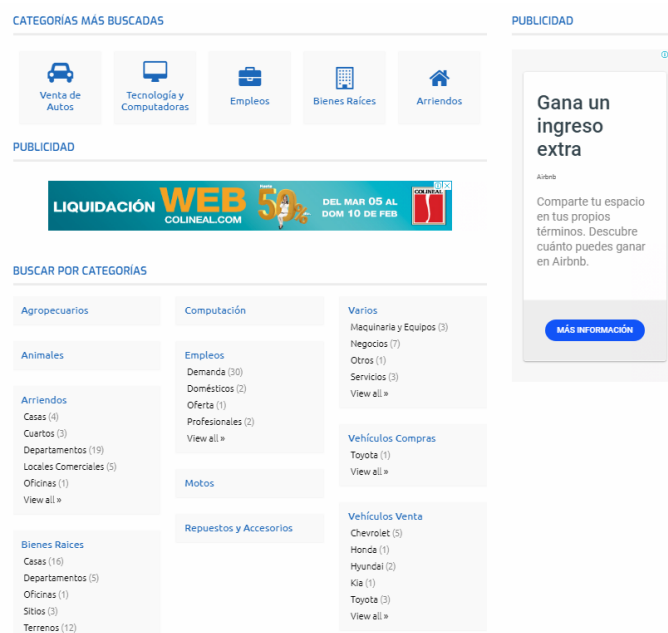 CATEGORÍAS MÁS BUSCADAS
Venta de
Autos
Tecnología y
Computadoras
Empleos
Bienes Raíces
Arriendos
PUBLICIDAD
LIQUIDACIÓN WEB
COLINEAL.COM
HASTA
50%
DEL MAR 05 AL
DOM 10 DE FEB
COLINEAL
BUSCAR POR CATEGORÍAS
Agropecuarios
Animales
Arriendos
Casas (4)
Cuartos (3)
Departamentos (19)
Locales Comerciales (5)
Oficinas (1)
View all »
Bienes Raices
Casas (16)
Departamentos (5)
Oficinas (1)
Sitios (3)
Terrenos (12)
Computación
Empleos
Demanda (30)
Domésticos (2)
Oferta (1)
Profesionales (2)
View all »
Motos
Repuestos y Accesorios
Varios
Maquinaria y Equipos (3)
Negocios (7)
Otros (1)
Servicios (3)
View all »
Vehículos Compras
Toyota (1)
View all »
Vehículos Venta
Chevrolet (5)
Honda (1)
Hyundai (2)
Kia (1)
Toyota (3)
View all »
PUBLICIDAD
Gana un
ingreso
extra
Airbnb
Comparte tu espacio
en tus propios
términos. Descubre
cuánto puedes ganar
en Airbnb.
MÁS INFORMACIÓN